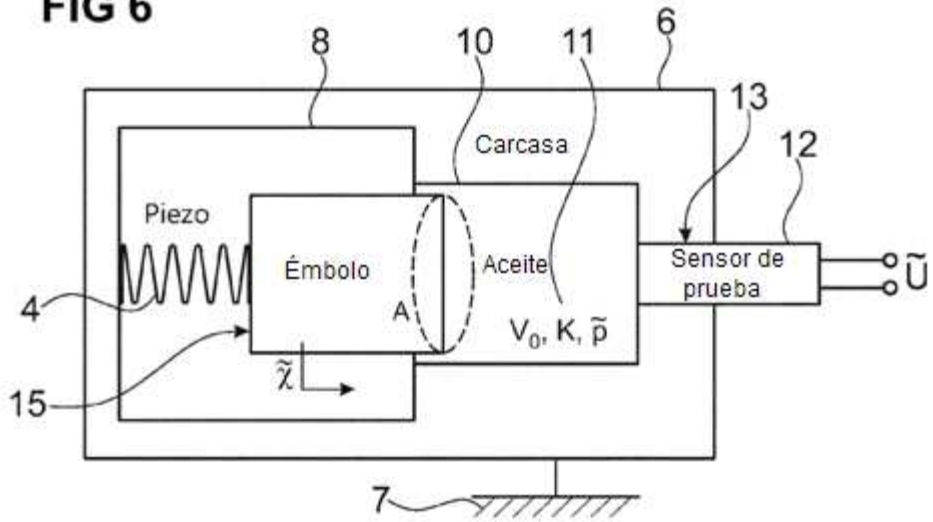 FIG 6
8
10
11
6
13
12
Carcasa
Piezo
Émbolo
Aceite
Sensor de
prueba
Ũ
4
A
V₀, K, p̃
χ̃
15
7